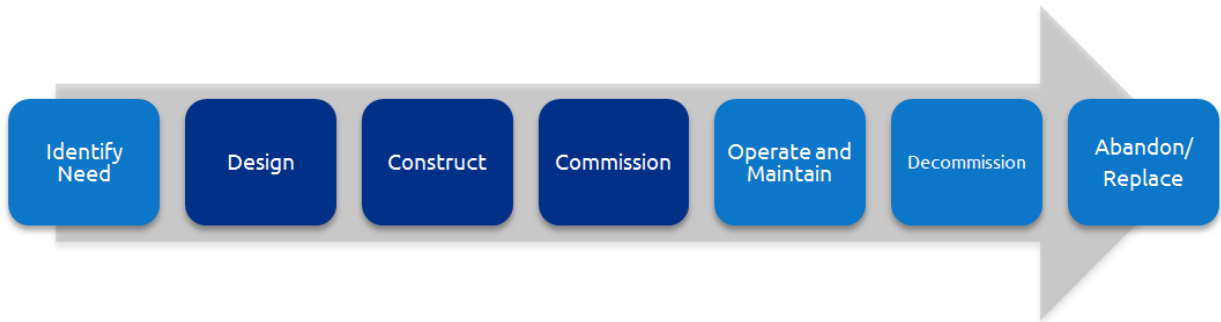 Identify
Need
Design
Construct
Commission
Operate and
Maintain
Decommission
Abandon/
Replace